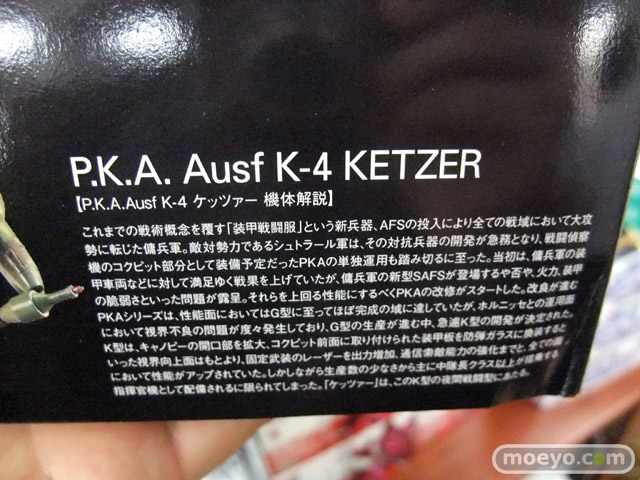 P.K.A. Ausf K-4 KETZER
【P.K.A.Ausf K-4 ケッツァー 機体解説】
これまでの戦術概念を覆す「装甲戦闘服」という新兵器、AFSの投入により全ての戦域において大攻
勢に転じた傭兵軍。敵対勢力であるシュトラール軍は、その対抗兵器の開発が急務となり、戦闘偵察
機のコクピット部分として装備予定だったPKAの単独運用も踏み切るに至った。当初は、傭兵軍の装
甲車両などに対して満足ゆく戦果を上げていたが、傭兵軍の新型SAFSが登場するや否や、火力、装甲
の脆弱さといった問題が露呈。それらを上回る性能にするべくPKAの改修がスタートした。改良が進む
PKAシリーズは、性能面においてはG型に至ってほぼ完成の域に達していたが、ホルニッセとの運用面
において視界不良の問題が度々発生しており、G型の生産が進む中、急遽K型の開発が決定された。
K型は、キャノピーの開口部を拡大、コクピット前面に取り付けられた装甲板を防弾ガラスに換装すると
いった視界向上面はもとより、固定武装のレーザーを出力増加、通信索敵能力の強化までと、全ての面
において性能がアップされていた。しかしながら生産数の少なさから主に中隊長クラス以上が搭乗する
指揮官機として配備されるに限られてしまった。「ケッツァー」は、このK型の夜間戦闘型にあたる。
moeyo.com